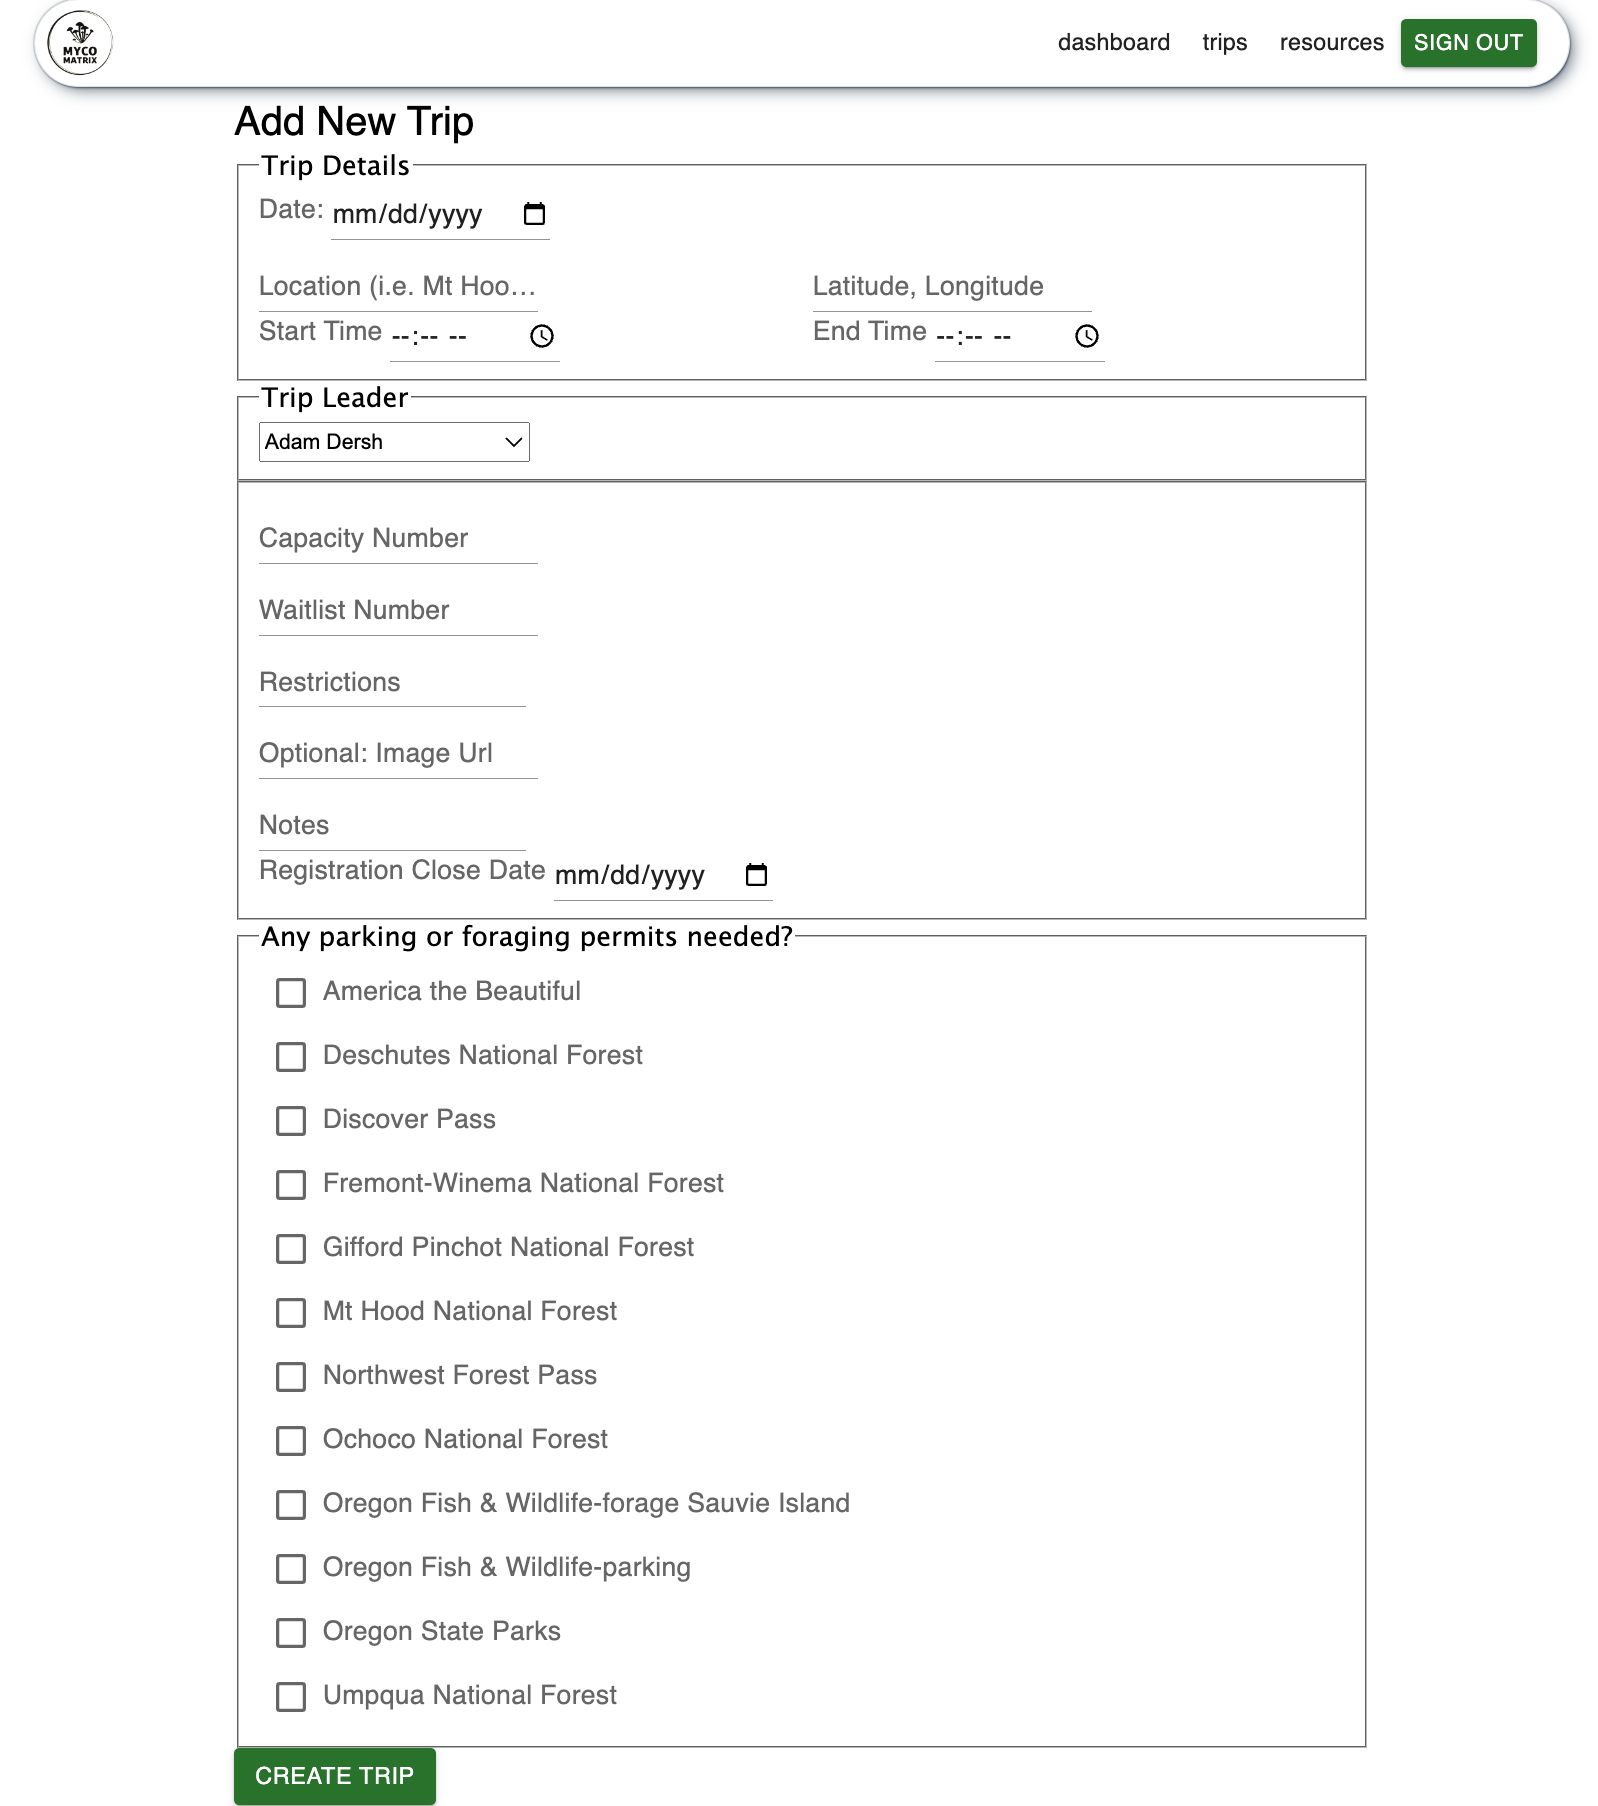 MYCO
MATRIX
dashboard trips resources SIGN OUT
Add New Trip
Trip Details
Date: mm/dd/yyyy
Location (i.e. Mt Hoo… Latitude, Longitude
Start Time --:-- -- End Time --:-- --
Trip Leader
Adam Dersh
Capacity Number
Waitlist Number
Restrictions
Optional: Image Url
Notes
Registration Close Date mm/dd/yyyy
Any parking or foraging permits needed?
America the Beautiful
Deschutes National Forest
Discover Pass
Fremont-Winema National Forest
Gifford Pinchot National Forest
Mt Hood National Forest
Northwest Forest Pass
Ochoco National Forest
Oregon Fish & Wildlife-forage Sauvie Island
Oregon Fish & Wildlife-parking
Oregon State Parks
Umpqua National Forest
CREATE TRIP